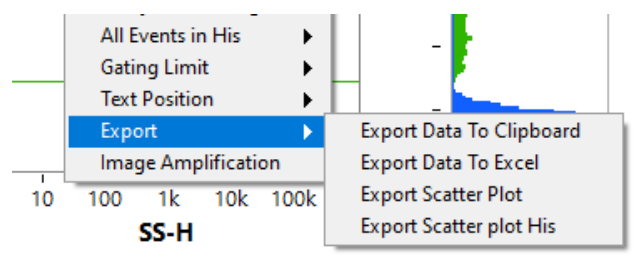 All Events in His
Gating Limit
Text Position
Export
Image Amplification
Export Data To Clipboard
Export Data To Excel
Export Scatter Plot
Export Scatter plot His
10 100 1k 10k 100k
SS-H